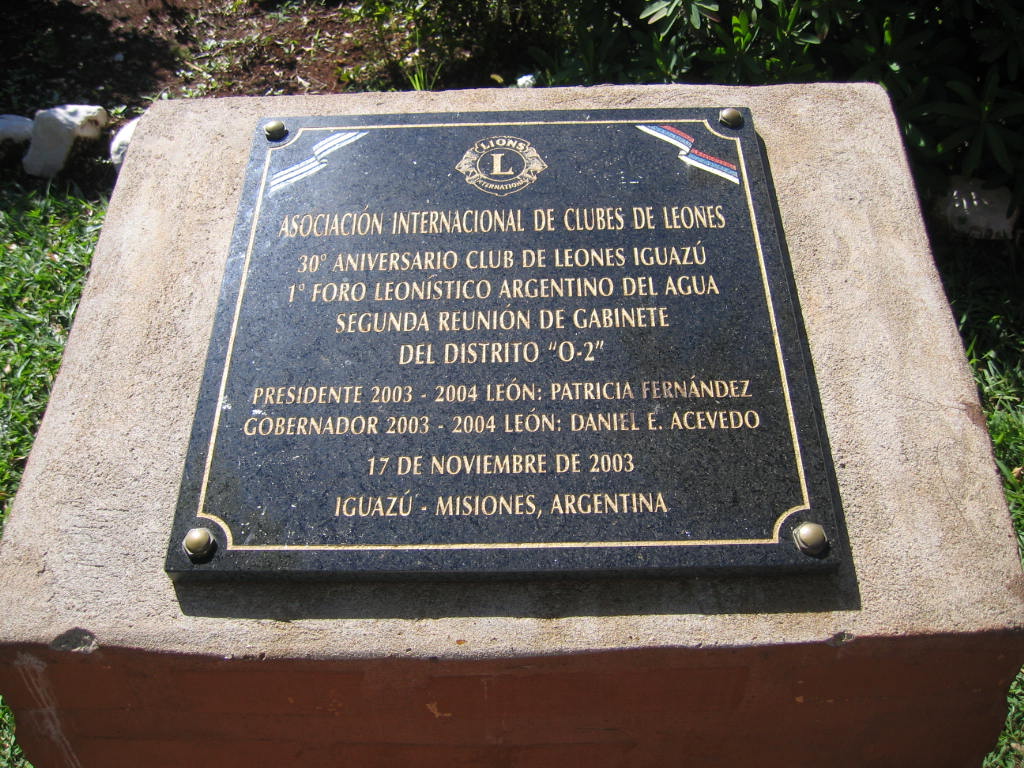 LIONS
L
INTERNATIONAL
ASOCIACIÓN INTERNACIONAL DE CLUBES DE LEONES
30° ANIVERSARIO CLUB DE LEONES IGUAZÚ
1° FORO LEONÍSTICO ARGENTINO DEL AGUA
SEGUNDA REUNIÓN DE GABINETE
DEL DISTRITO "O-2"
PRESIDENTE 2003 - 2004 LEÓN: PATRICIA FERNÁNDEZ
GOBERNADOR 2003 - 2004 LEÓN: DANIEL E. ACEVEDO
17 DE NOVIEMBRE DE 2003
IGUAZÚ - MISIONES, ARGENTINA